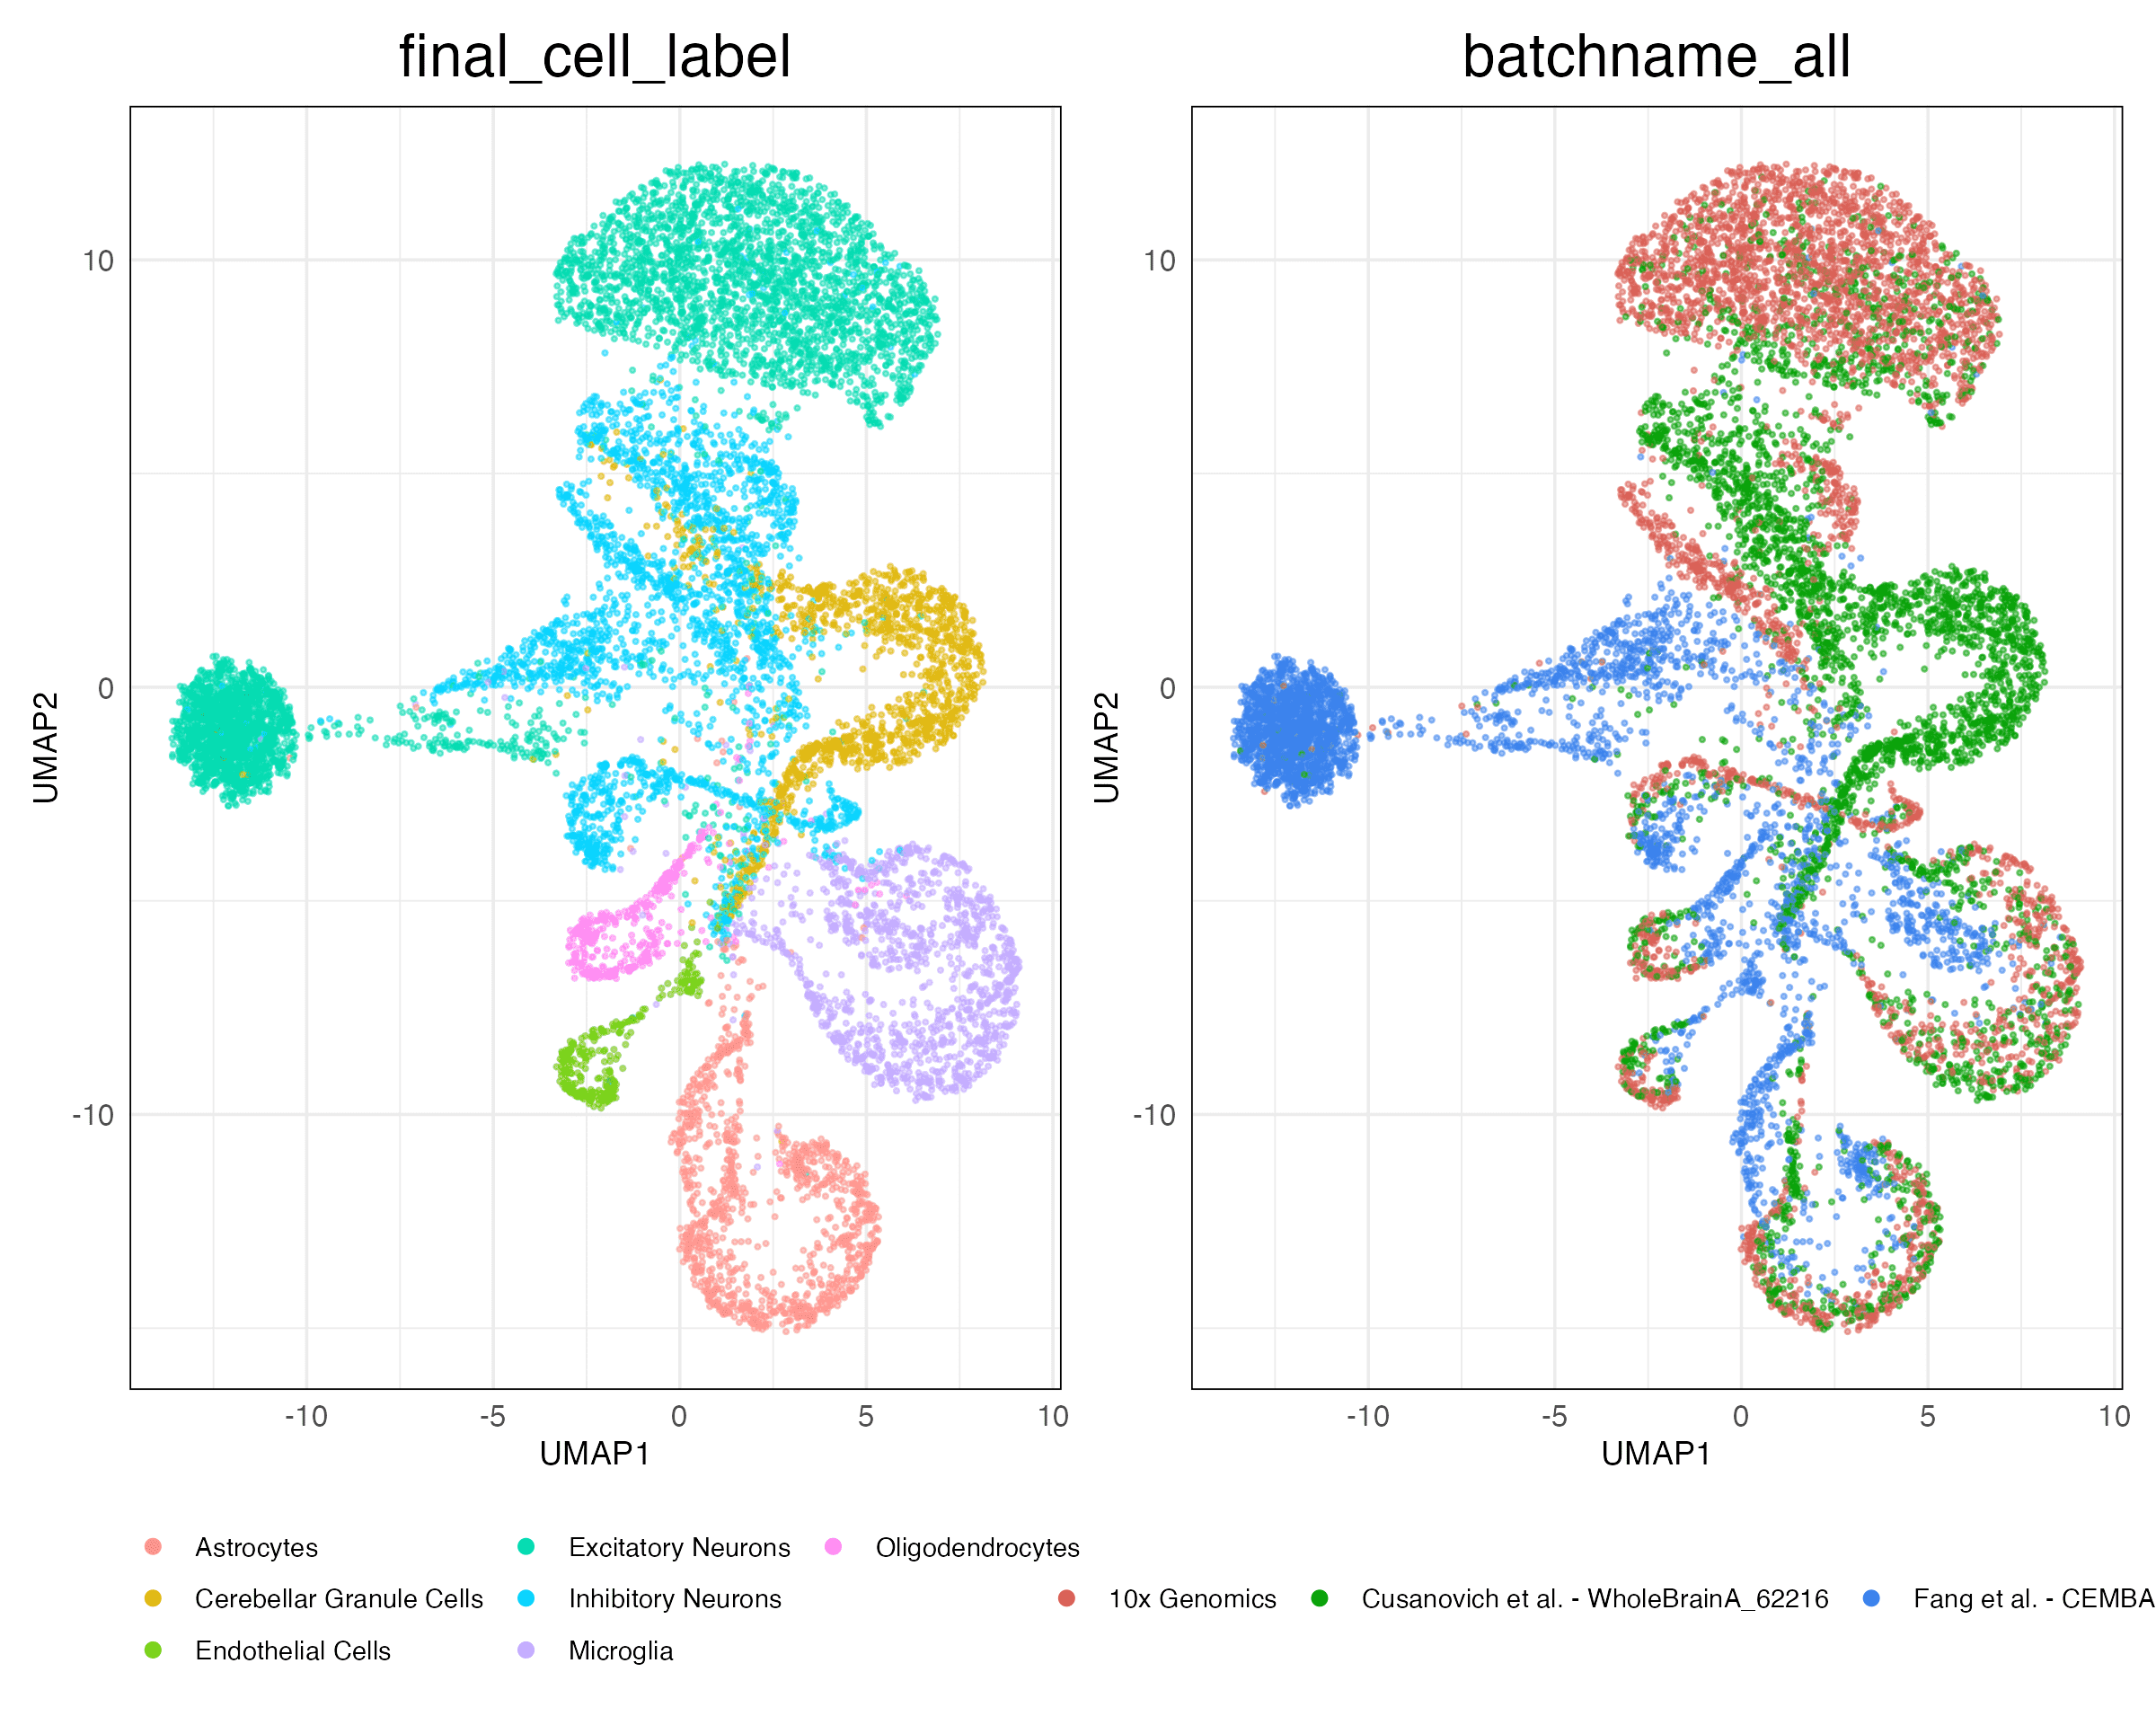 final_cell_label
batchname_all
10
0
-10
UMAP2
-10
-5
0
5
10
UMAP1
10
0
-10
UMAP2
-10
-5
0
5
10
UMAP1
Astrocytes
Excitatory Neurons
Oligodendrocytes
Cerebellar Granule Cells
Inhibitory Neurons
Endothelial Cells
Microglia
10x Genomics
Cusanovich et al. - WholeBrainA_62216
Fang et al. - CEMBA